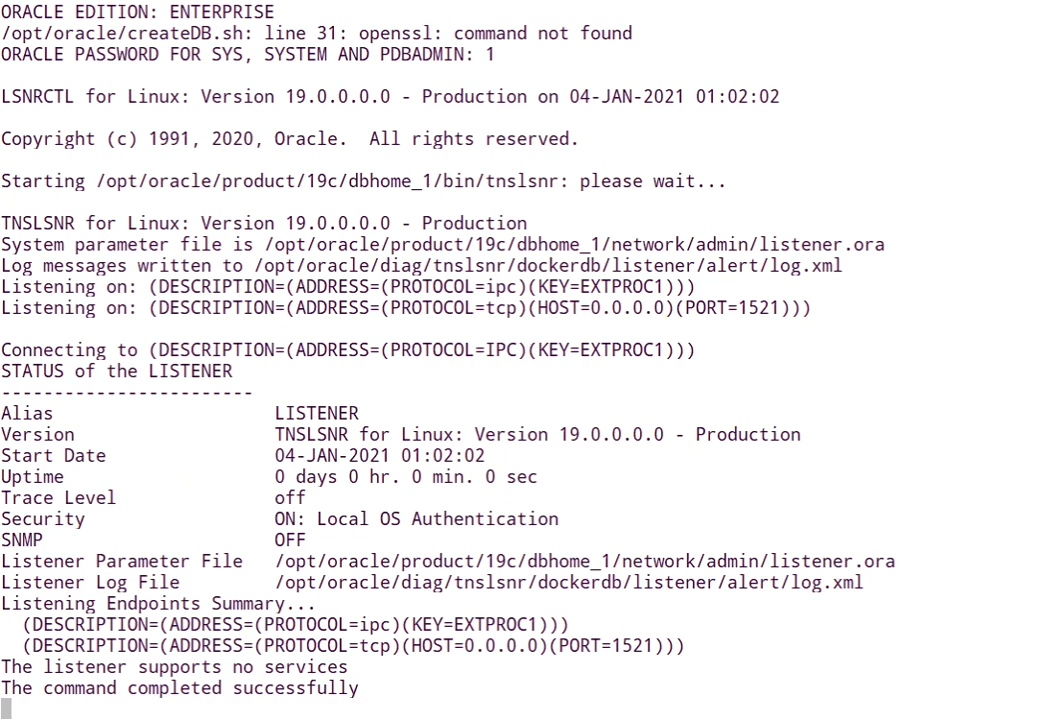 ORACLE EDITION: ENTERPRISE
/opt/oracle/createDB.sh: line 31: openssl: command not found
ORACLE PASSWORD FOR SYS, SYSTEM AND PDBADMIN: 1
LSNRCTL for Linux: Version 19.0.0.0.0 - Production on 04-JAN-2021 01:02:02
Copyright (c) 1991, 2020, Oracle.  All rights reserved.
Starting /opt/oracle/product/19c/dbhome_1/bin/tnslsnr: please wait...
TNSLSNR for Linux: Version 19.0.0.0.0 - Production
System parameter file is /opt/oracle/product/19c/dbhome_1/network/admin/listener.ora
Log messages written to /opt/oracle/diag/tnslsnr/dockerdb/listener/alert/log.xml
Listening on: (DESCRIPTION=(ADDRESS=(PROTOCOL=ipc)(KEY=EXTPROC1)))
Listening on: (DESCRIPTION=(ADDRESS=(PROTOCOL=tcp)(HOST=0.0.0.0)(PORT=1521)))
Connecting to (DESCRIPTION=(ADDRESS=(PROTOCOL=IPC)(KEY=EXTPROC1)))
STATUS of the LISTENER
------------------------
Alias                     LISTENER
Version                   TNSLSNR for Linux: Version 19.0.0.0.0 - Production
Start Date                04-JAN-2021 01:02:02
Uptime                    0 days 0 hr. 0 min. 0 sec
Trace Level               off
Security                  ON: Local OS Authentication
SNMP                      OFF
Listener Parameter File   /opt/oracle/product/19c/dbhome_1/network/admin/listener.ora
Listener Log File         /opt/oracle/diag/tnslsnr/dockerdb/listener/alert/log.xml
Listening Endpoints Summary...
  (DESCRIPTION=(ADDRESS=(PROTOCOL=ipc)(KEY=EXTPROC1)))
  (DESCRIPTION=(ADDRESS=(PROTOCOL=tcp)(HOST=0.0.0.0)(PORT=1521)))
The listener supports no services
The command completed successfully